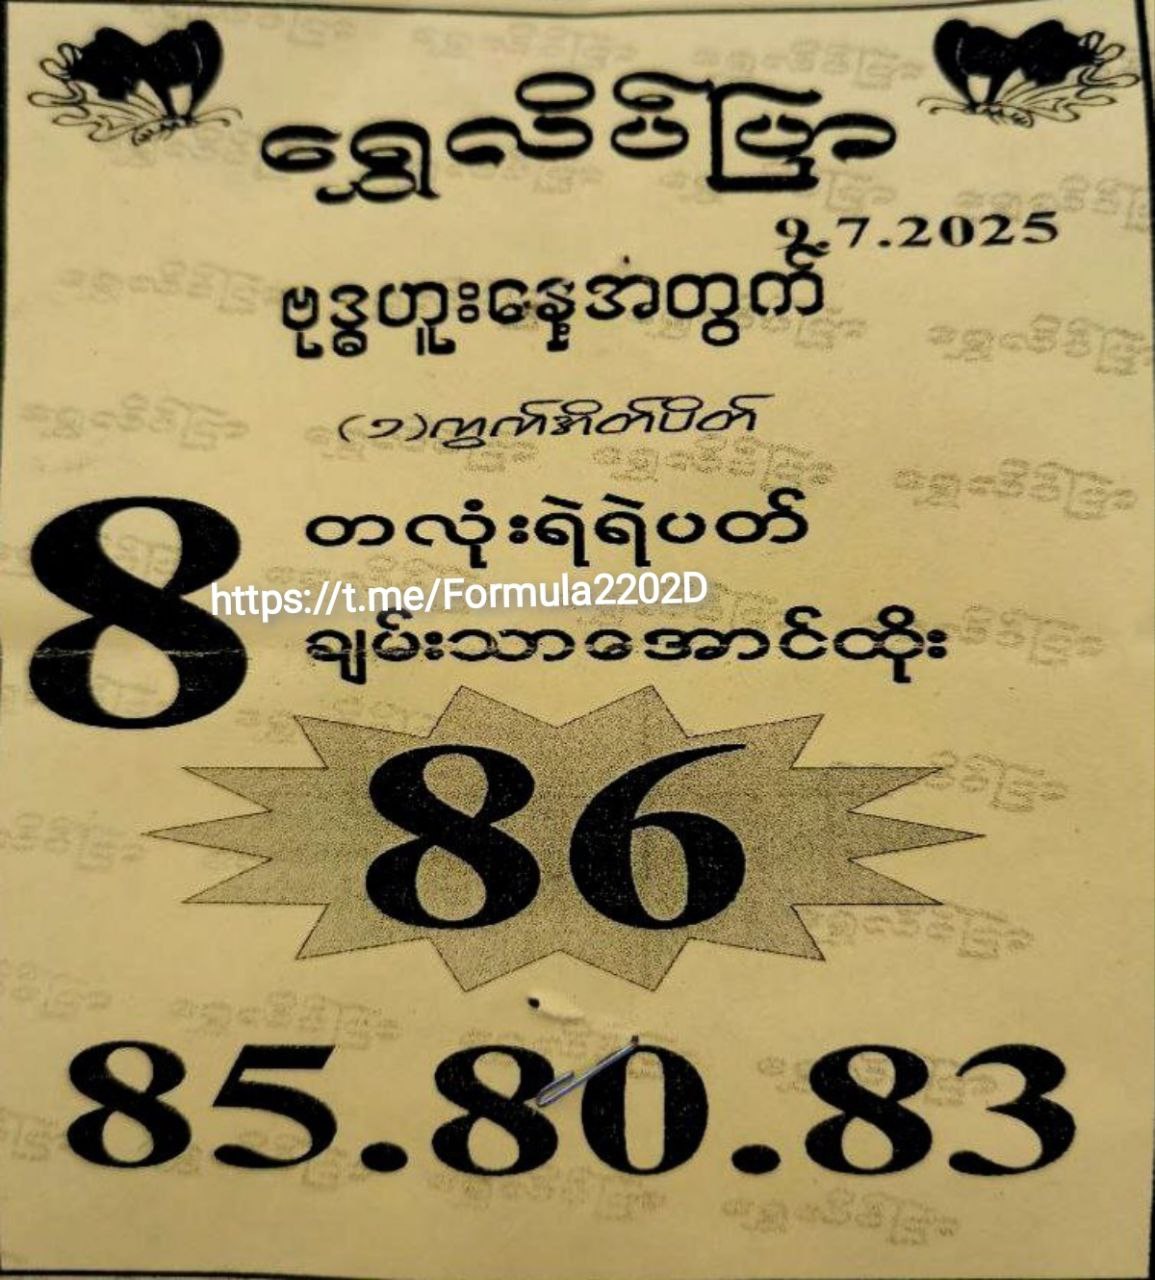 ရွှေလိပ်ပြာ
9.7.2025
ဗုဒ္ဓဟူးနေ့အတွက်
(၁)ကွက်အိတ်ပိတ်
8
တလုံးရဲရဲပတ်
https://t.me/Formula2202D
ချမ်းသာအောင်ထိုး
86
85.80.83